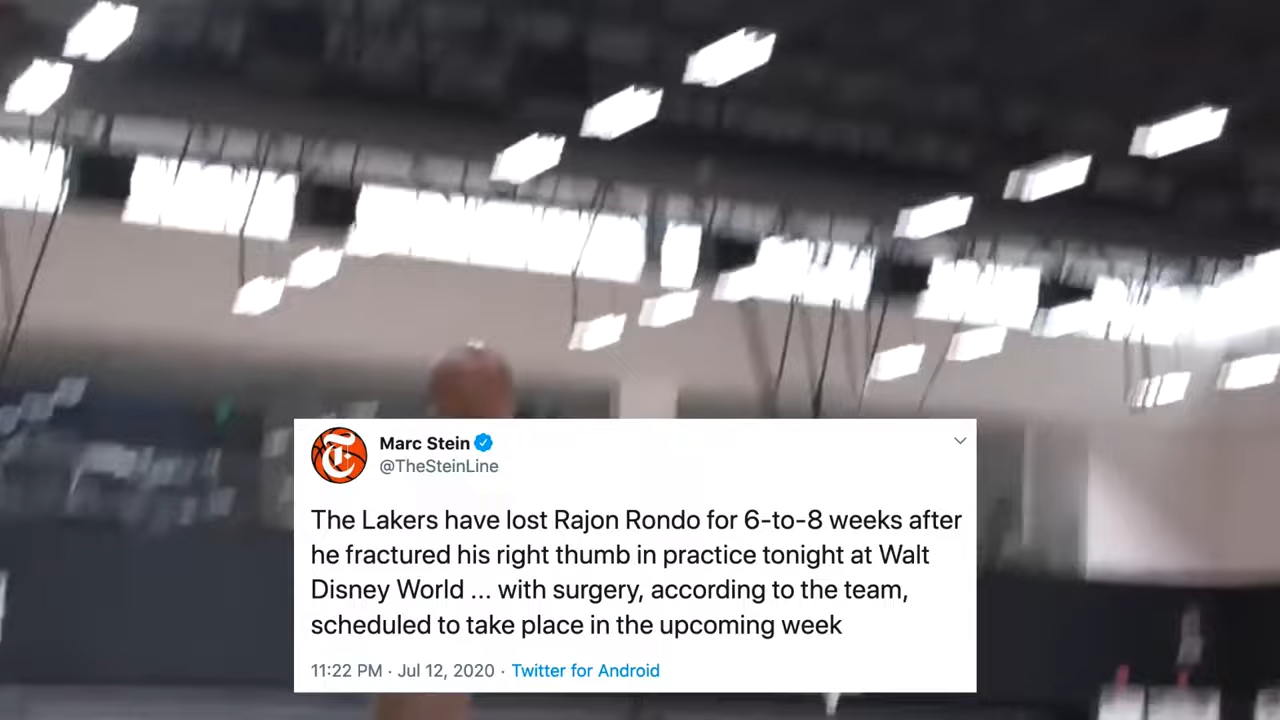 Marc Stein
@TheSteinLine
The Lakers have lost Rajon Rondo for 6-to-8 weeks after
he fractured his right thumb in practice tonight at Walt
Disney World ... with surgery, according to the team,
scheduled to take place in the upcoming week
11:22 PM · Jul 12, 2020 · Twitter for Android